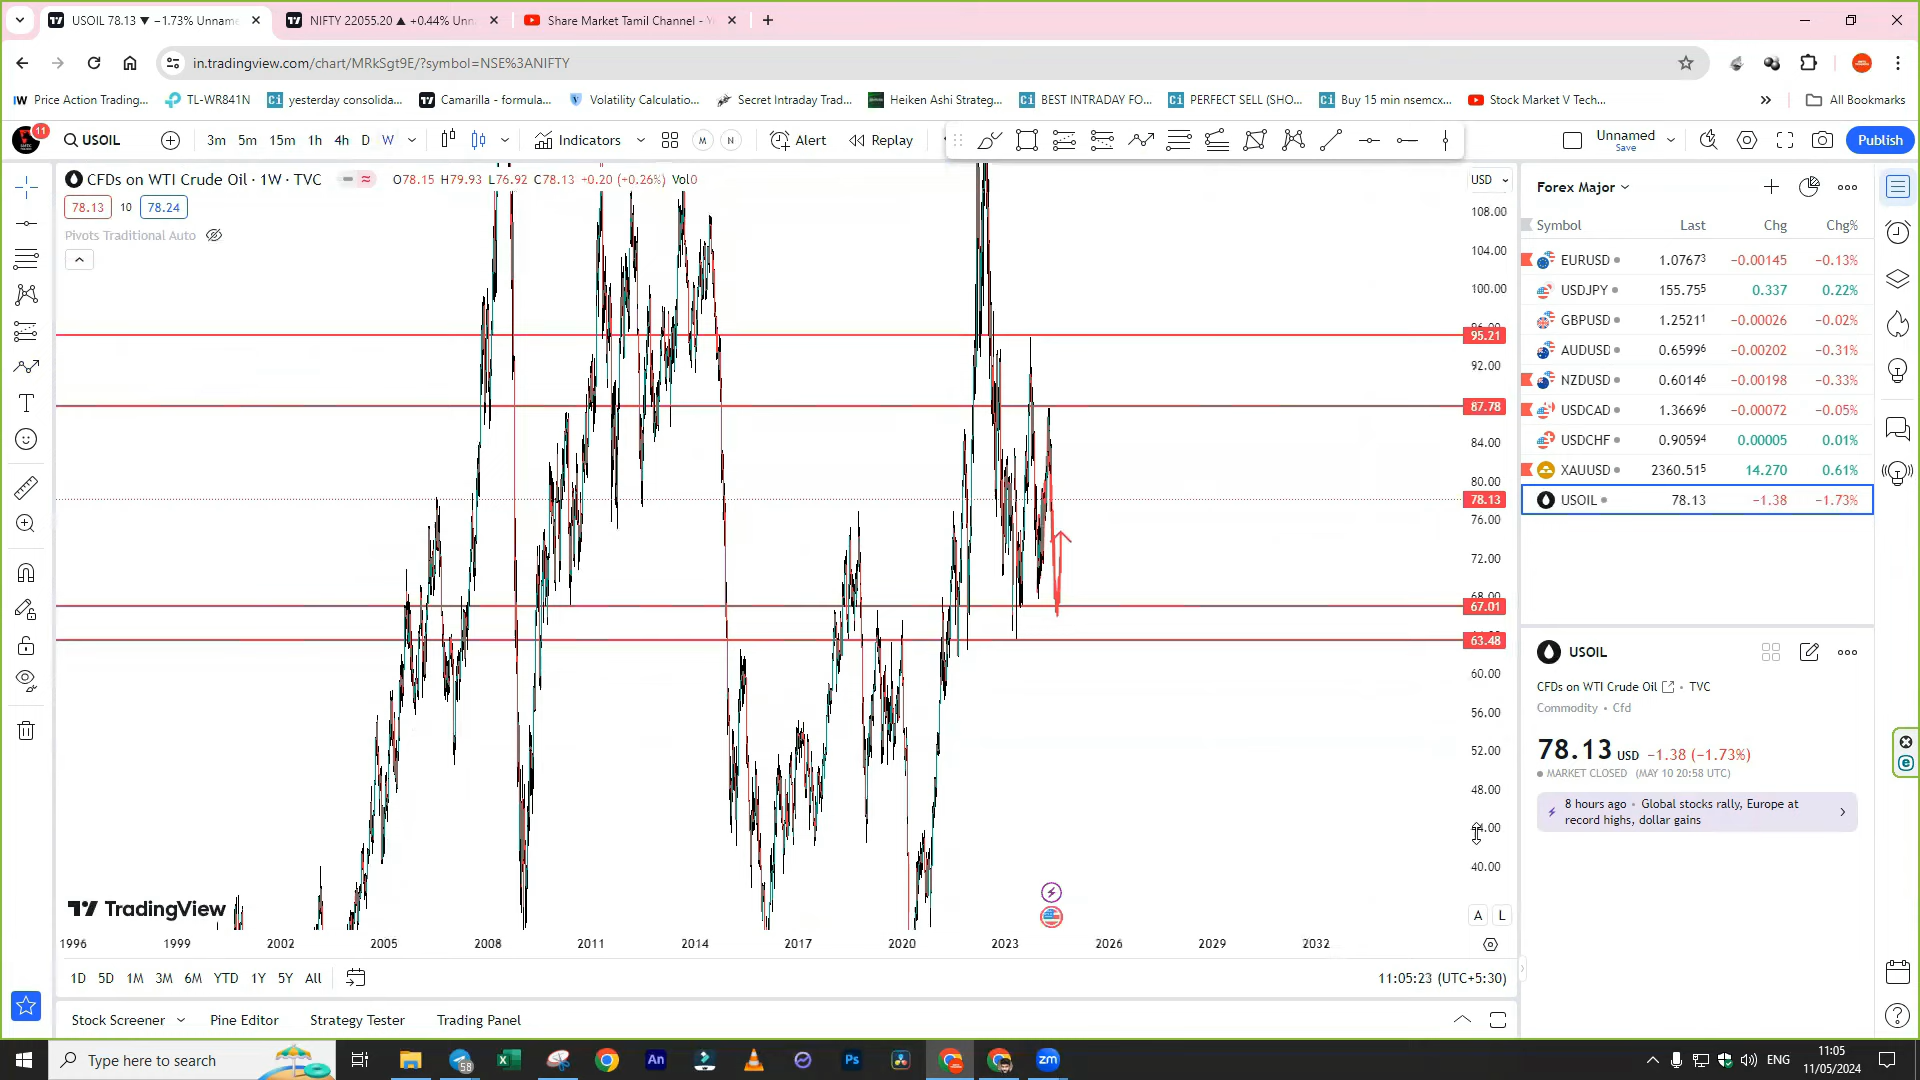 USOIL 78.13 ▼ −1.73% Unname
NIFTY 22055.20 ▲ +0.44% Unn
Share Market Tamil Channel - Y
in.tradingview.com/chart/MRkSgt9E/?symbol=NSE%3ANIFTY
IW Price Action Trading...
TL-WR841N
Ci yesterday consolida...
Camarilla - formula...
Volatility Calculatio...
Secret Intraday Trad...
Heiken Ashi Strateg...
Ci BEST INTRADAY FO...
Ci PERFECT SELL (SHO...
Ci Buy 15 min nsemcx...
Stock Market V Tech...
All Bookmarks
11
USOIL
3m 5m 15m 1h 4h D W
Indicators
M N
Alert
Replay
Unnamed
Save
Publish
CFDs on WTI Crude Oil · 1W · TVC
O78.15 H79.93 L76.92 C78.13 +0.20 (+0.26%) Vol0
78.13 10 78.24
Pivots Traditional Auto
USD
108.00
104.00
100.00
95.21
92.00
87.78
84.00
80.00
78.13
76.00
72.00
67.01
63.48
60.00
56.00
52.00
48.00
40.00
TradingView
A L
1996 1999 2002 2005 2008 2011 2014 2017 2020 2023 2026 2029 2032
1D 5D 1M 3M 6M YTD 1Y 5Y All
11:05:23 (UTC+5:30)
Stock Screener
Pine Editor
Strategy Tester
Trading Panel
Forex Major
Symbol Last Chg Chg%
EURUSD 1.07673 −0.00145 −0.13%
USDJPY 155.755 0.337 0.22%
GBPUSD 1.25211 −0.00026 −0.02%
AUDUSD 0.65996 −0.00202 −0.31%
NZDUSD 0.60146 −0.00198 −0.33%
USDCAD 1.36696 −0.00072 −0.05%
USDCHF 0.90594 0.00005 0.01%
XAUUSD 2360.515 14.270 0.61%
USOIL 78.13 −1.38 −1.73%
USOIL
CFDs on WTI Crude Oil • TVC
Commodity • Cfd
78.13 USD −1.38 (−1.73%)
MARKET CLOSED (MAY 10 20:58 UTC)
8 hours ago • Global stocks rally, Europe at
record highs, dollar gains
Type here to search
58
An
Ps
zm
ENG
11:05
11/05/2024